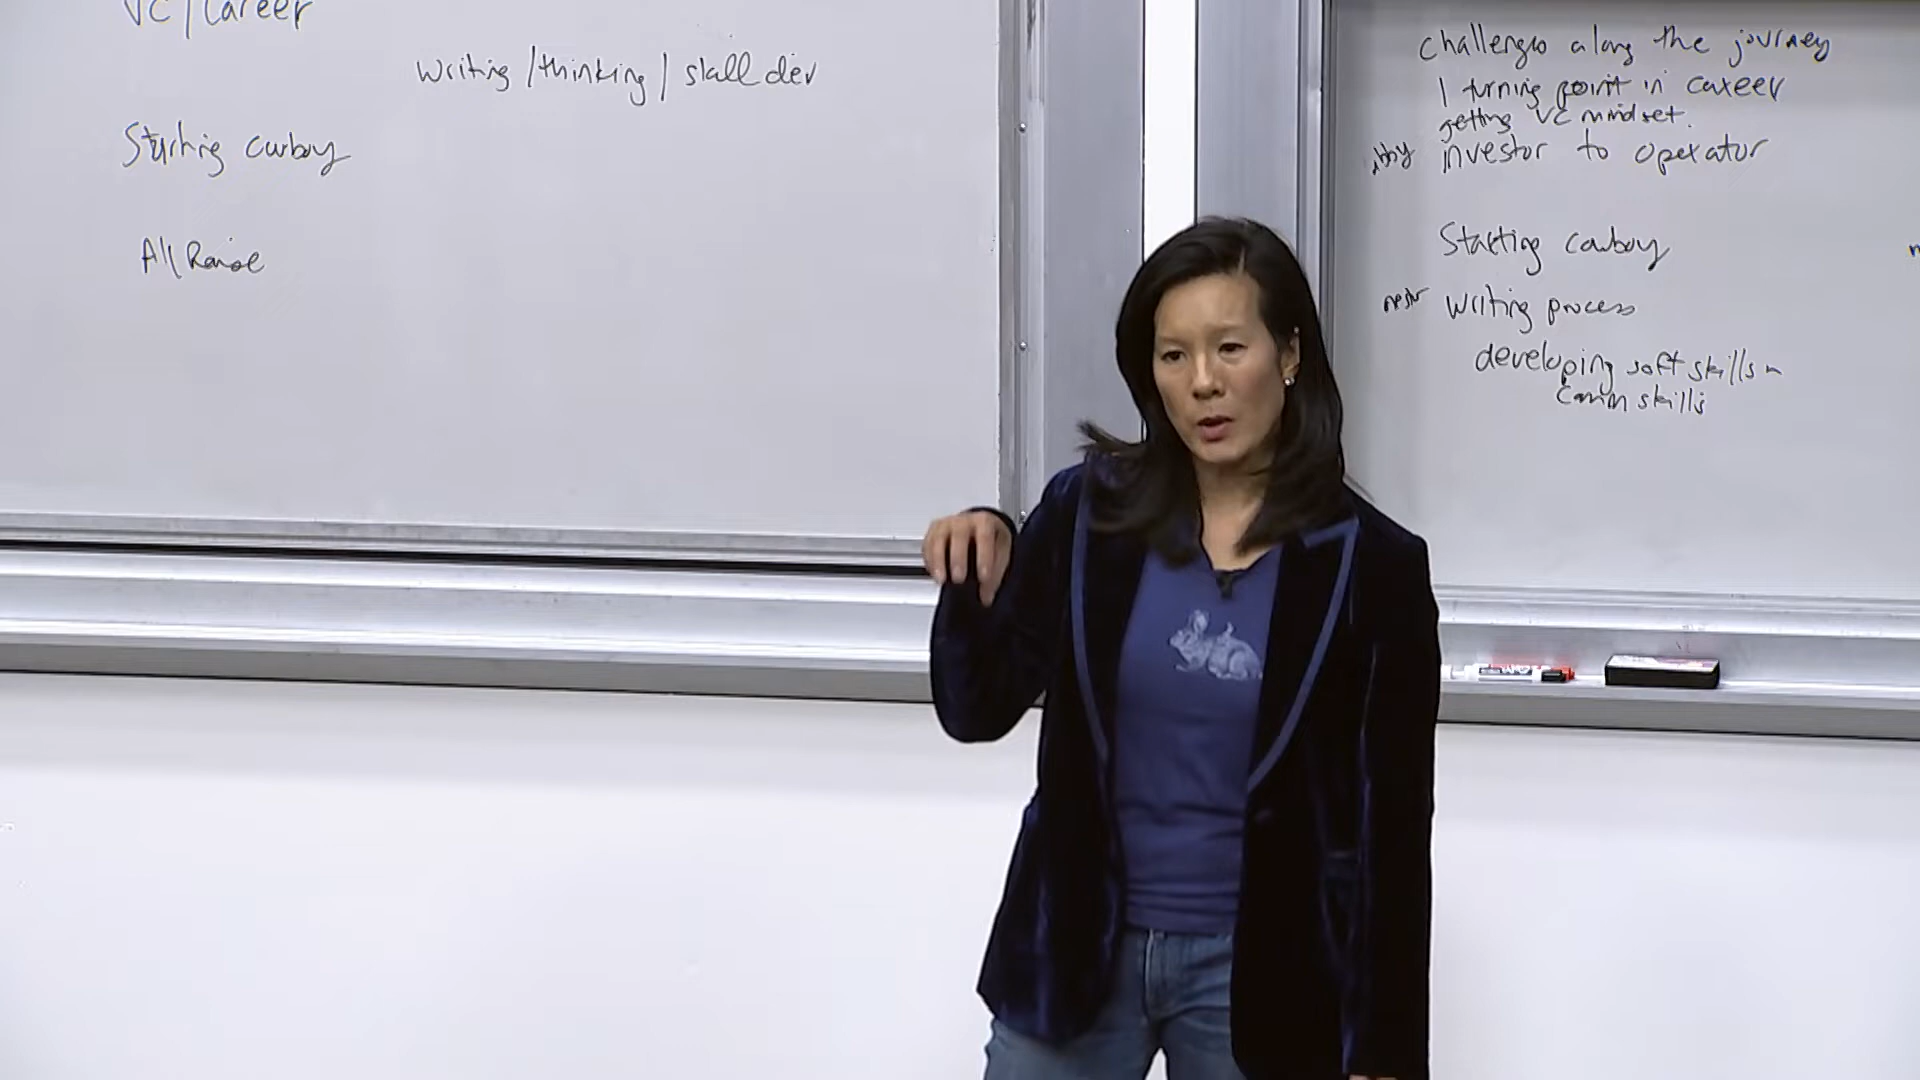 VC / Career
Writing / thinking / skill dev
Starting cowboy
All Raise
Challenges along the journey
1 turning point in career
getting VC mindset.
investor to operator
Starting cowboy
writing process
developing soft skills
comm skills